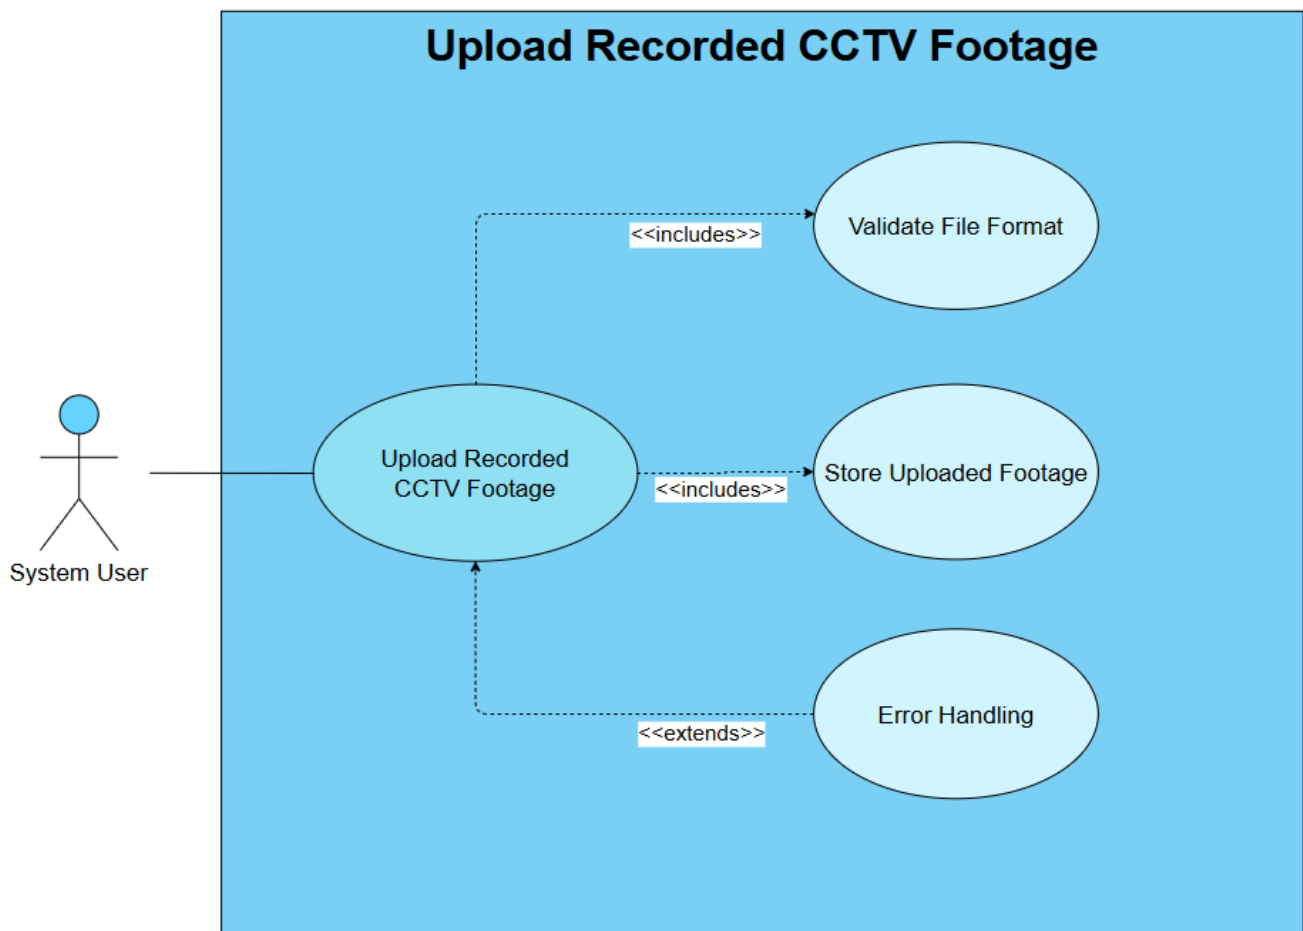 Upload Recorded CCTV Footage
Validate File Format
<<includes>>
Upload Recorded
CCTV Footage
Store Uploaded Footage
<<includes>>
System User
Error Handling
<<extends>>